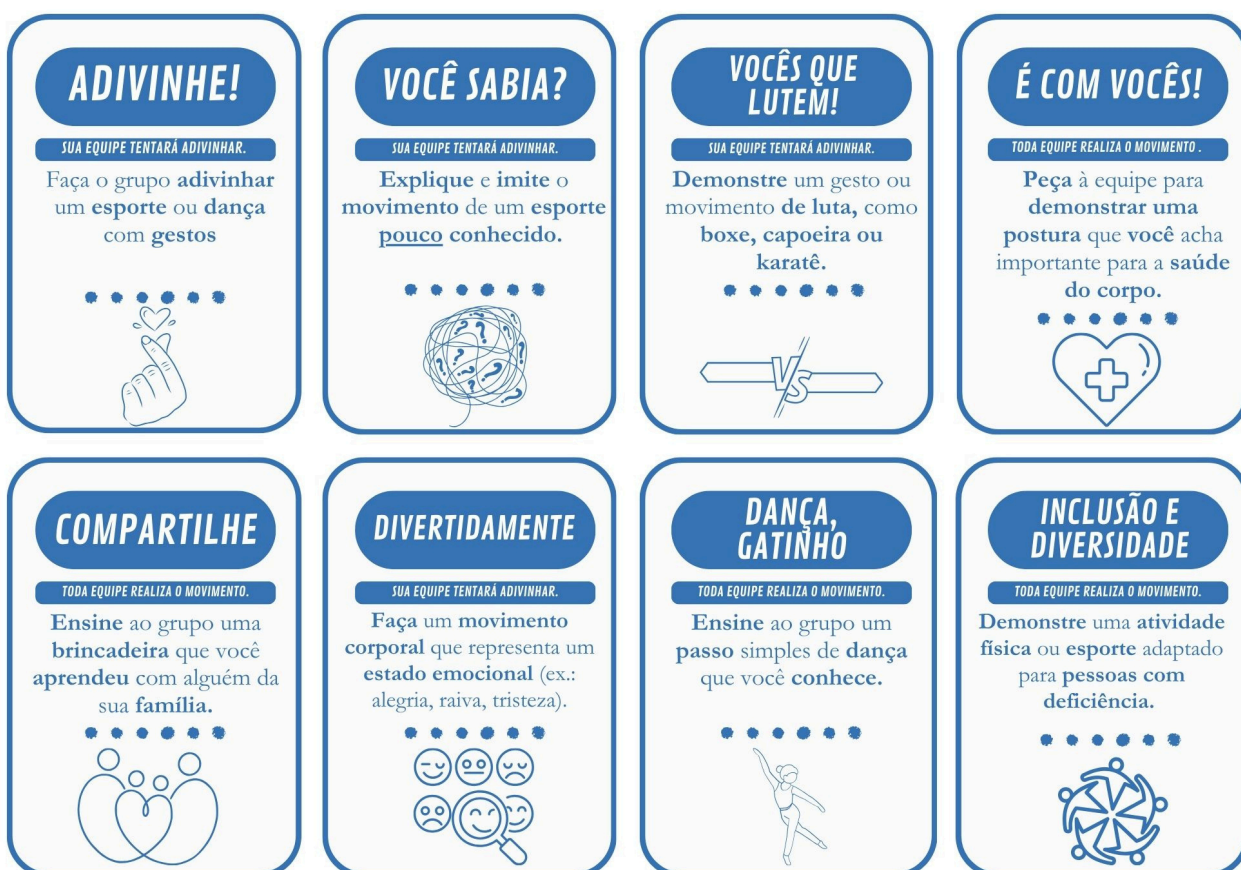 ADIVINHE!
SUA EQUIPE TENTARÁ ADIVINHAR.
Faça o grupo adivinhar
um esporte ou dança
com gestos
VOCÊ SABIA?
SUA EQUIPE TENTARÁ ADIVINHAR.
Explique e imite o
movimento de um esporte
pouco conhecido.
VOCÊS QUE
LUTEM!
SUA EQUIPE TENTARÁ ADIVINHAR.
Demonstre um gesto ou
movimento de luta, como
boxe, capoeira ou
karatê.
VS
É COM VOCÊS!
TODA EQUIPE REALIZA O MOVIMENTO .
Peça à equipe para
demonstrar uma
postura que você acha
importante para a saúde
do corpo.
COMPARTILHE
TODA EQUIPE REALIZA O MOVIMENTO.
Ensine ao grupo uma
brincadeira que você
aprendeu com alguém da
sua família.
DIVERTIDAMENTE
SUA EQUIPE TENTARÁ ADIVINHAR.
Faça um movimento
corporal que representa um
estado emocional (ex.:
alegria, raiva, tristeza).
DANÇA,
GATINHO
TODA EQUIPE REALIZA O MOVIMENTO.
Ensine ao grupo um
passo simples de dança
que você conhece.
INCLUSÃO E
DIVERSIDADE
TODA EQUIPE REALIZA O MOVIMENTO.
Demonstre uma atividade
física ou esporte adaptado
para pessoas com
deficiência.